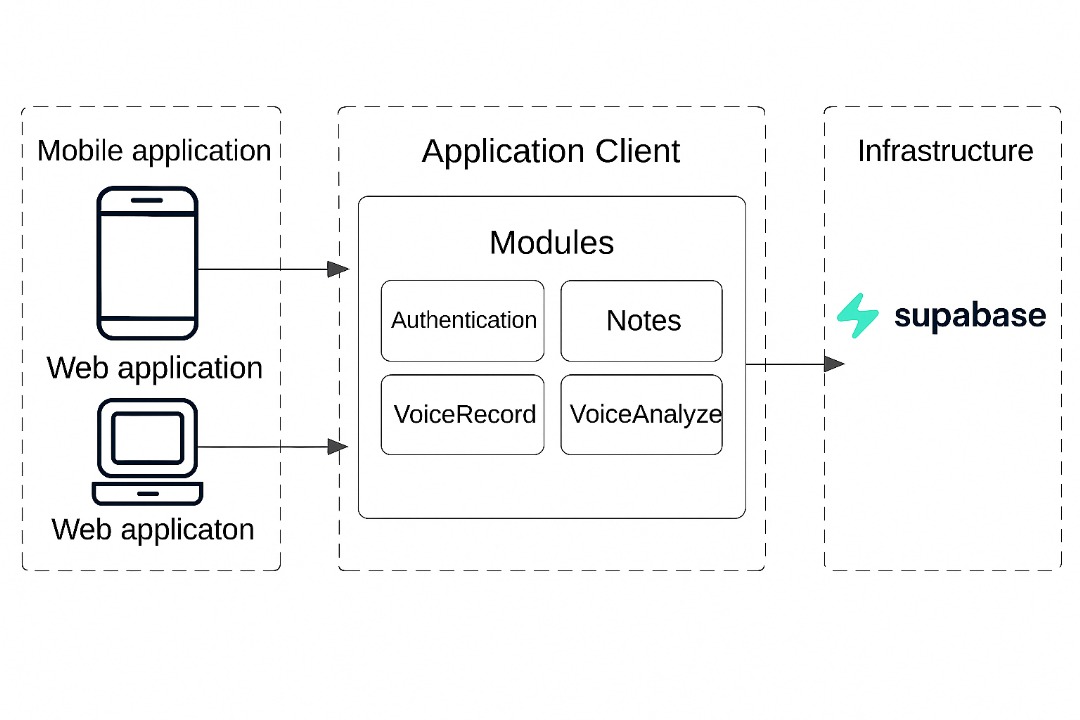 Mobile application
Web application
Web applicaton
Application Client
Modules
Authentication
Notes
VoiceRecord
VoiceAnalyze
Infrastructure
supabase